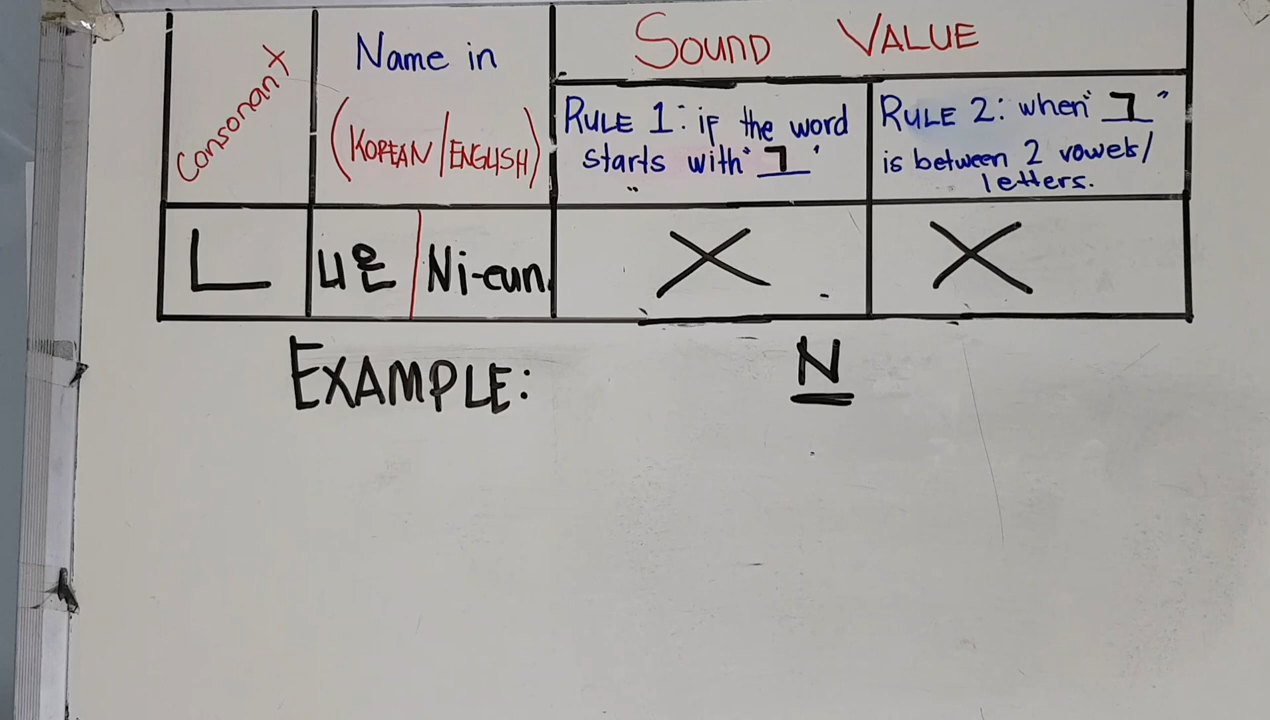 Consonant
Name in
(KOREAN/ENGLISH)
SOUND VALUE
RULE 1: if the word
starts with "ㄱ"
RULE 2: when "ㄱ"
is between 2 vowels/
letters.
ㄴ
니은
Ni-eun.
X
X
EXAMPLE:
N